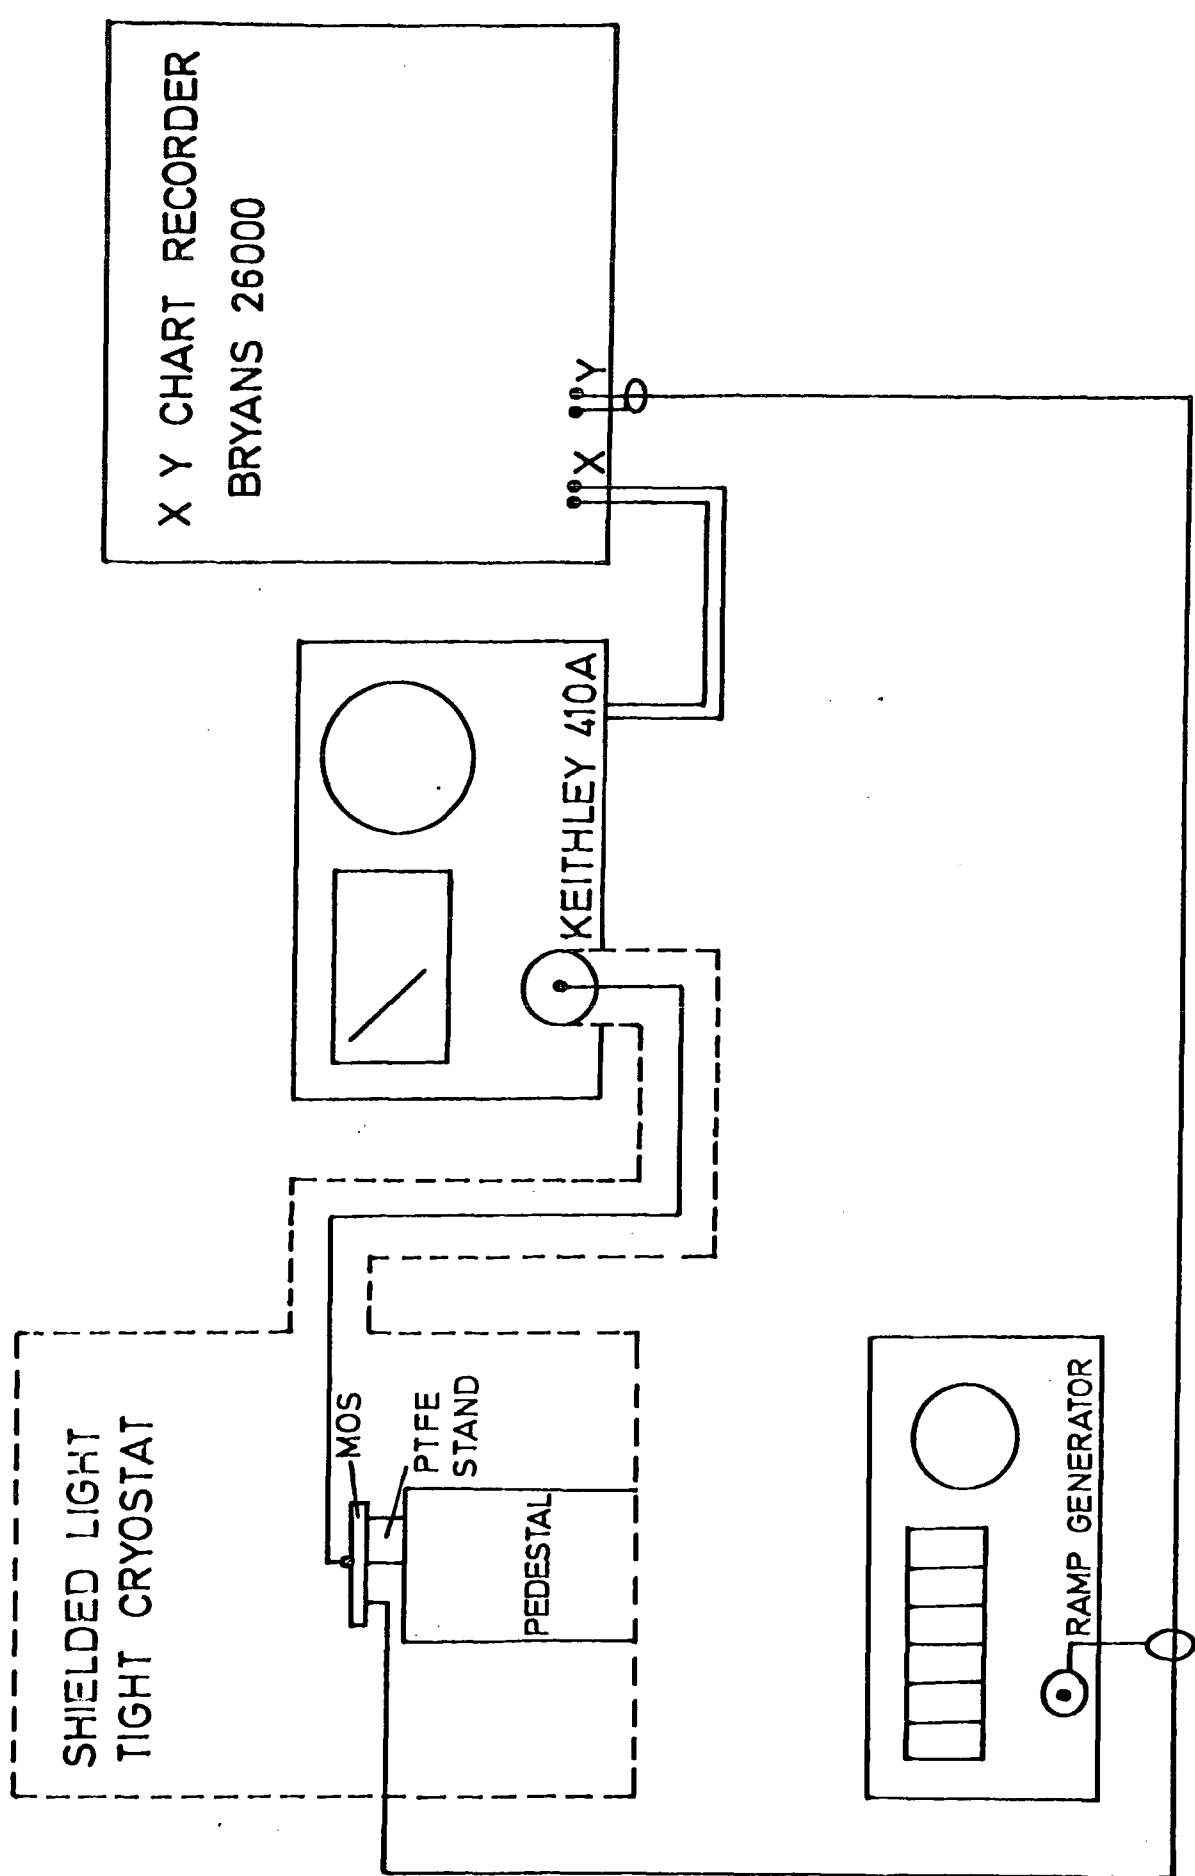 SHIELDED LIGHT
TIGHT CRYOSTAT
MOS
PTFE
STAND
PEDESTAL
KEITHLEY 410A
X Y CHART RECORDER
BRYANS 26000
X Y
RAMP GENERATOR